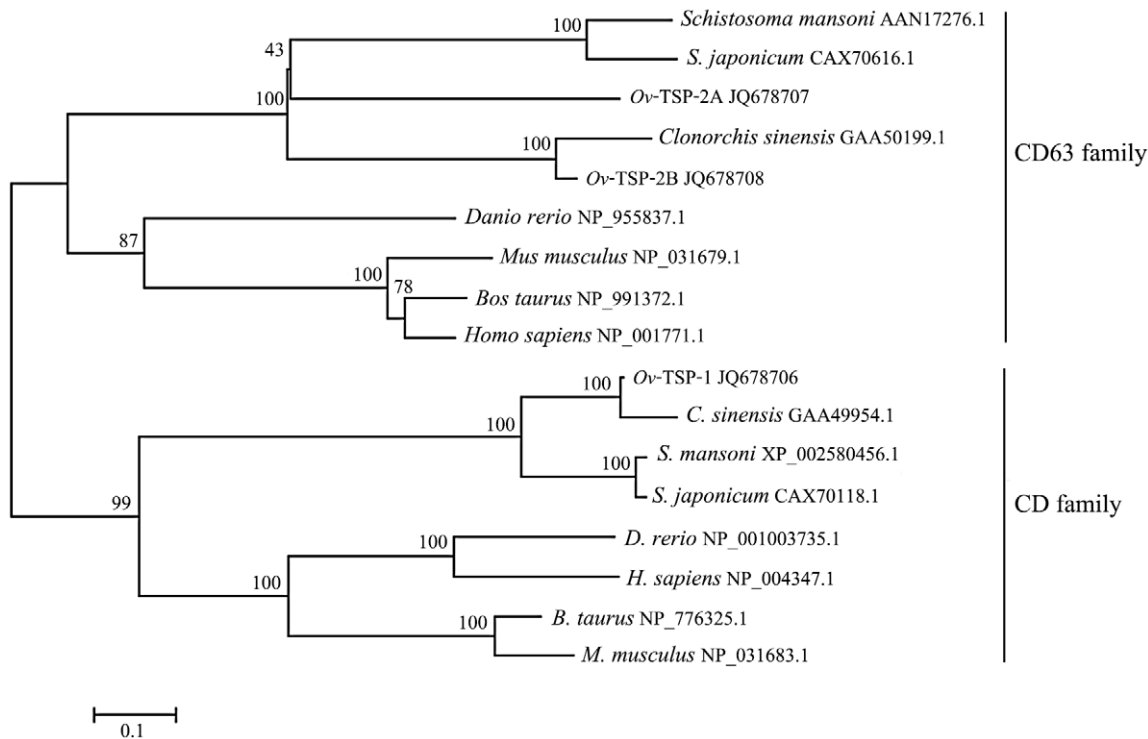 Schistosoma mansoni AAN17276.1
100
43
S. japonicum CAX70616.1
100
Ov-TSP-2A JQ678707
Clonorchis sinensis GAA50199.1
100
CD63 family
Ov-TSP-2B JQ678708
Danio rerio NP_955837.1
87
Mus musculus NP_031679.1
100
78
Bos taurus NP_991372.1
Homo sapiens NP_001771.1
Ov-TSP-1 JQ678706
100
C. sinensis GAA49954.1
100
S. mansoni XP_002580456.1
100
S. japonicum CAX70118.1
99
CD family
D. rerio NP_001003735.1
100
H. sapiens NP_004347.1
100
B. taurus NP_776325.1
100
M. musculus NP_031683.1
0.1